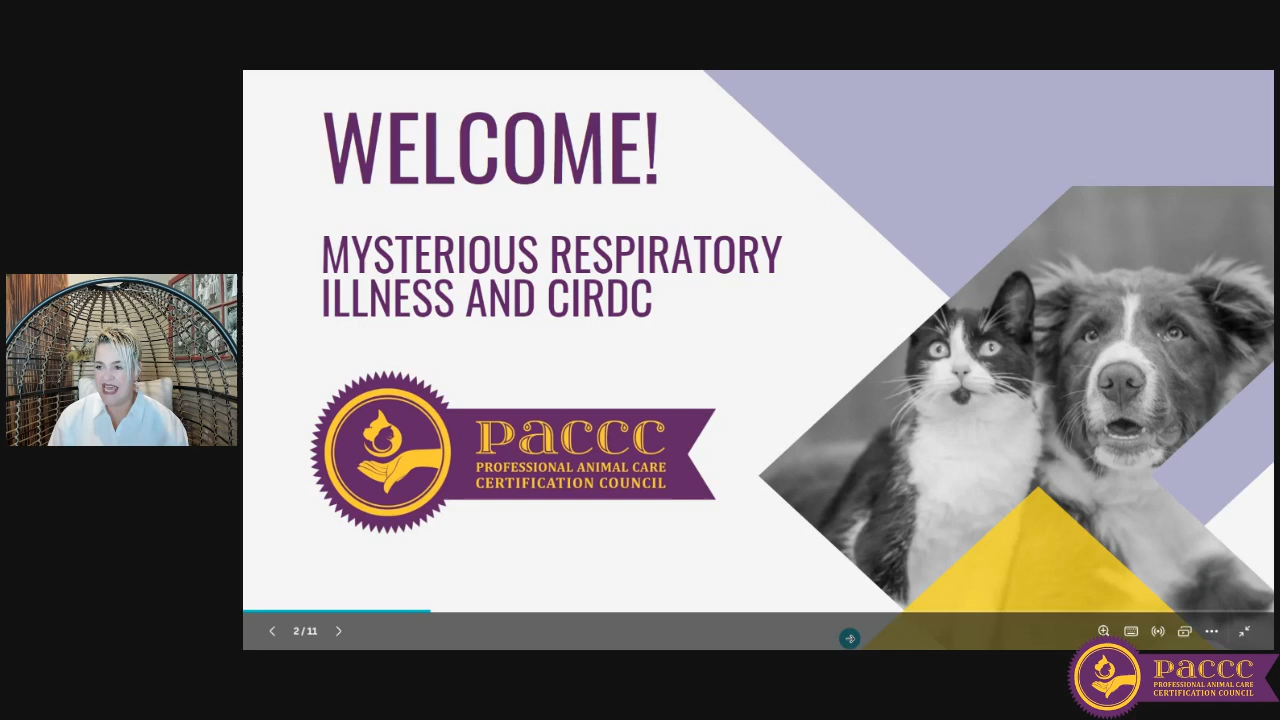 WELCOME!
MYSTERIOUS RESPIRATORY
ILLNESS AND CIRDC
PACCC
PROFESSIONAL ANIMAL CARE
CERTIFICATION COUNCIL
2 / 11
PACCC
PROFESSIONAL ANIMAL CARE
CERTIFICATION COUNCIL